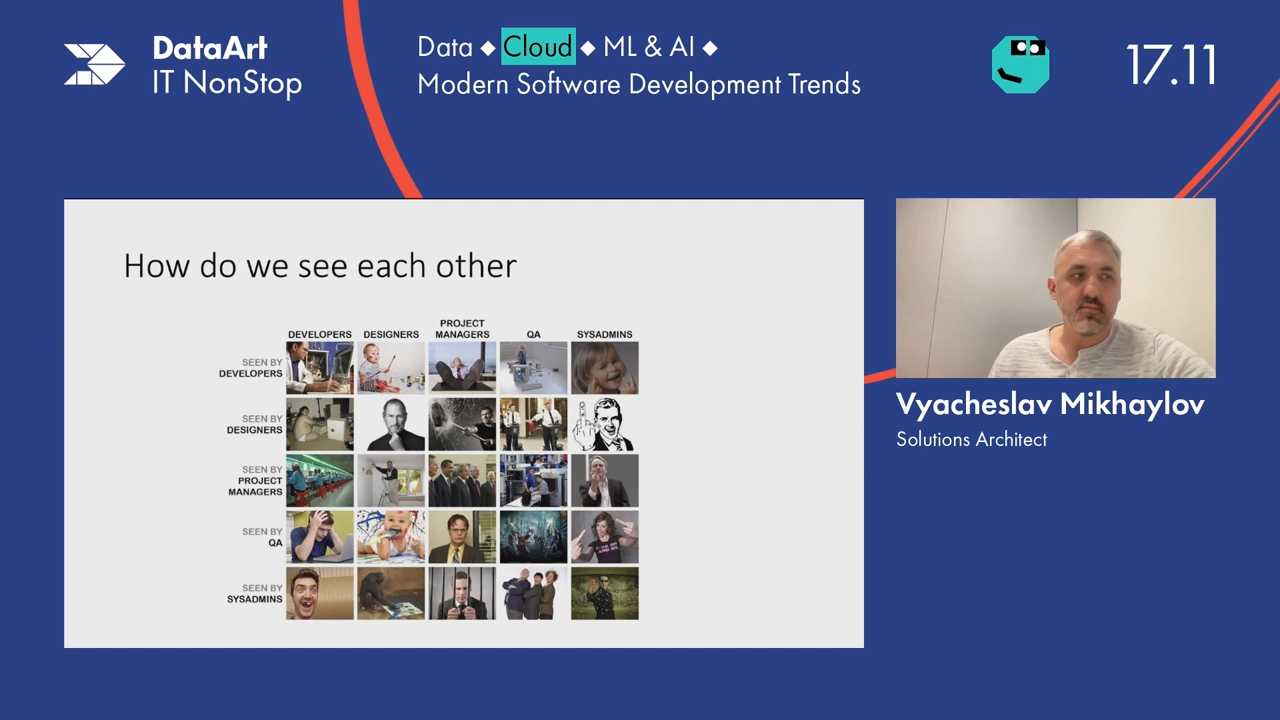 DataArt
IT NonStop
Data ◆ Cloud ◆ ML & AI ◆
Modern Software Development Trends
17.11
How do we see each other
DEVELOPERS
DESIGNERS
PROJECT
MANAGERS
QA
SYSADMINS
SEEN BY
DEVELOPERS
SEEN BY
DESIGNERS
SEEN BY
PROJECT
MANAGERS
SEEN BY
QA
SEEN BY
SYSADMINS
Vyacheslav Mikhaylov
Solutions Architect